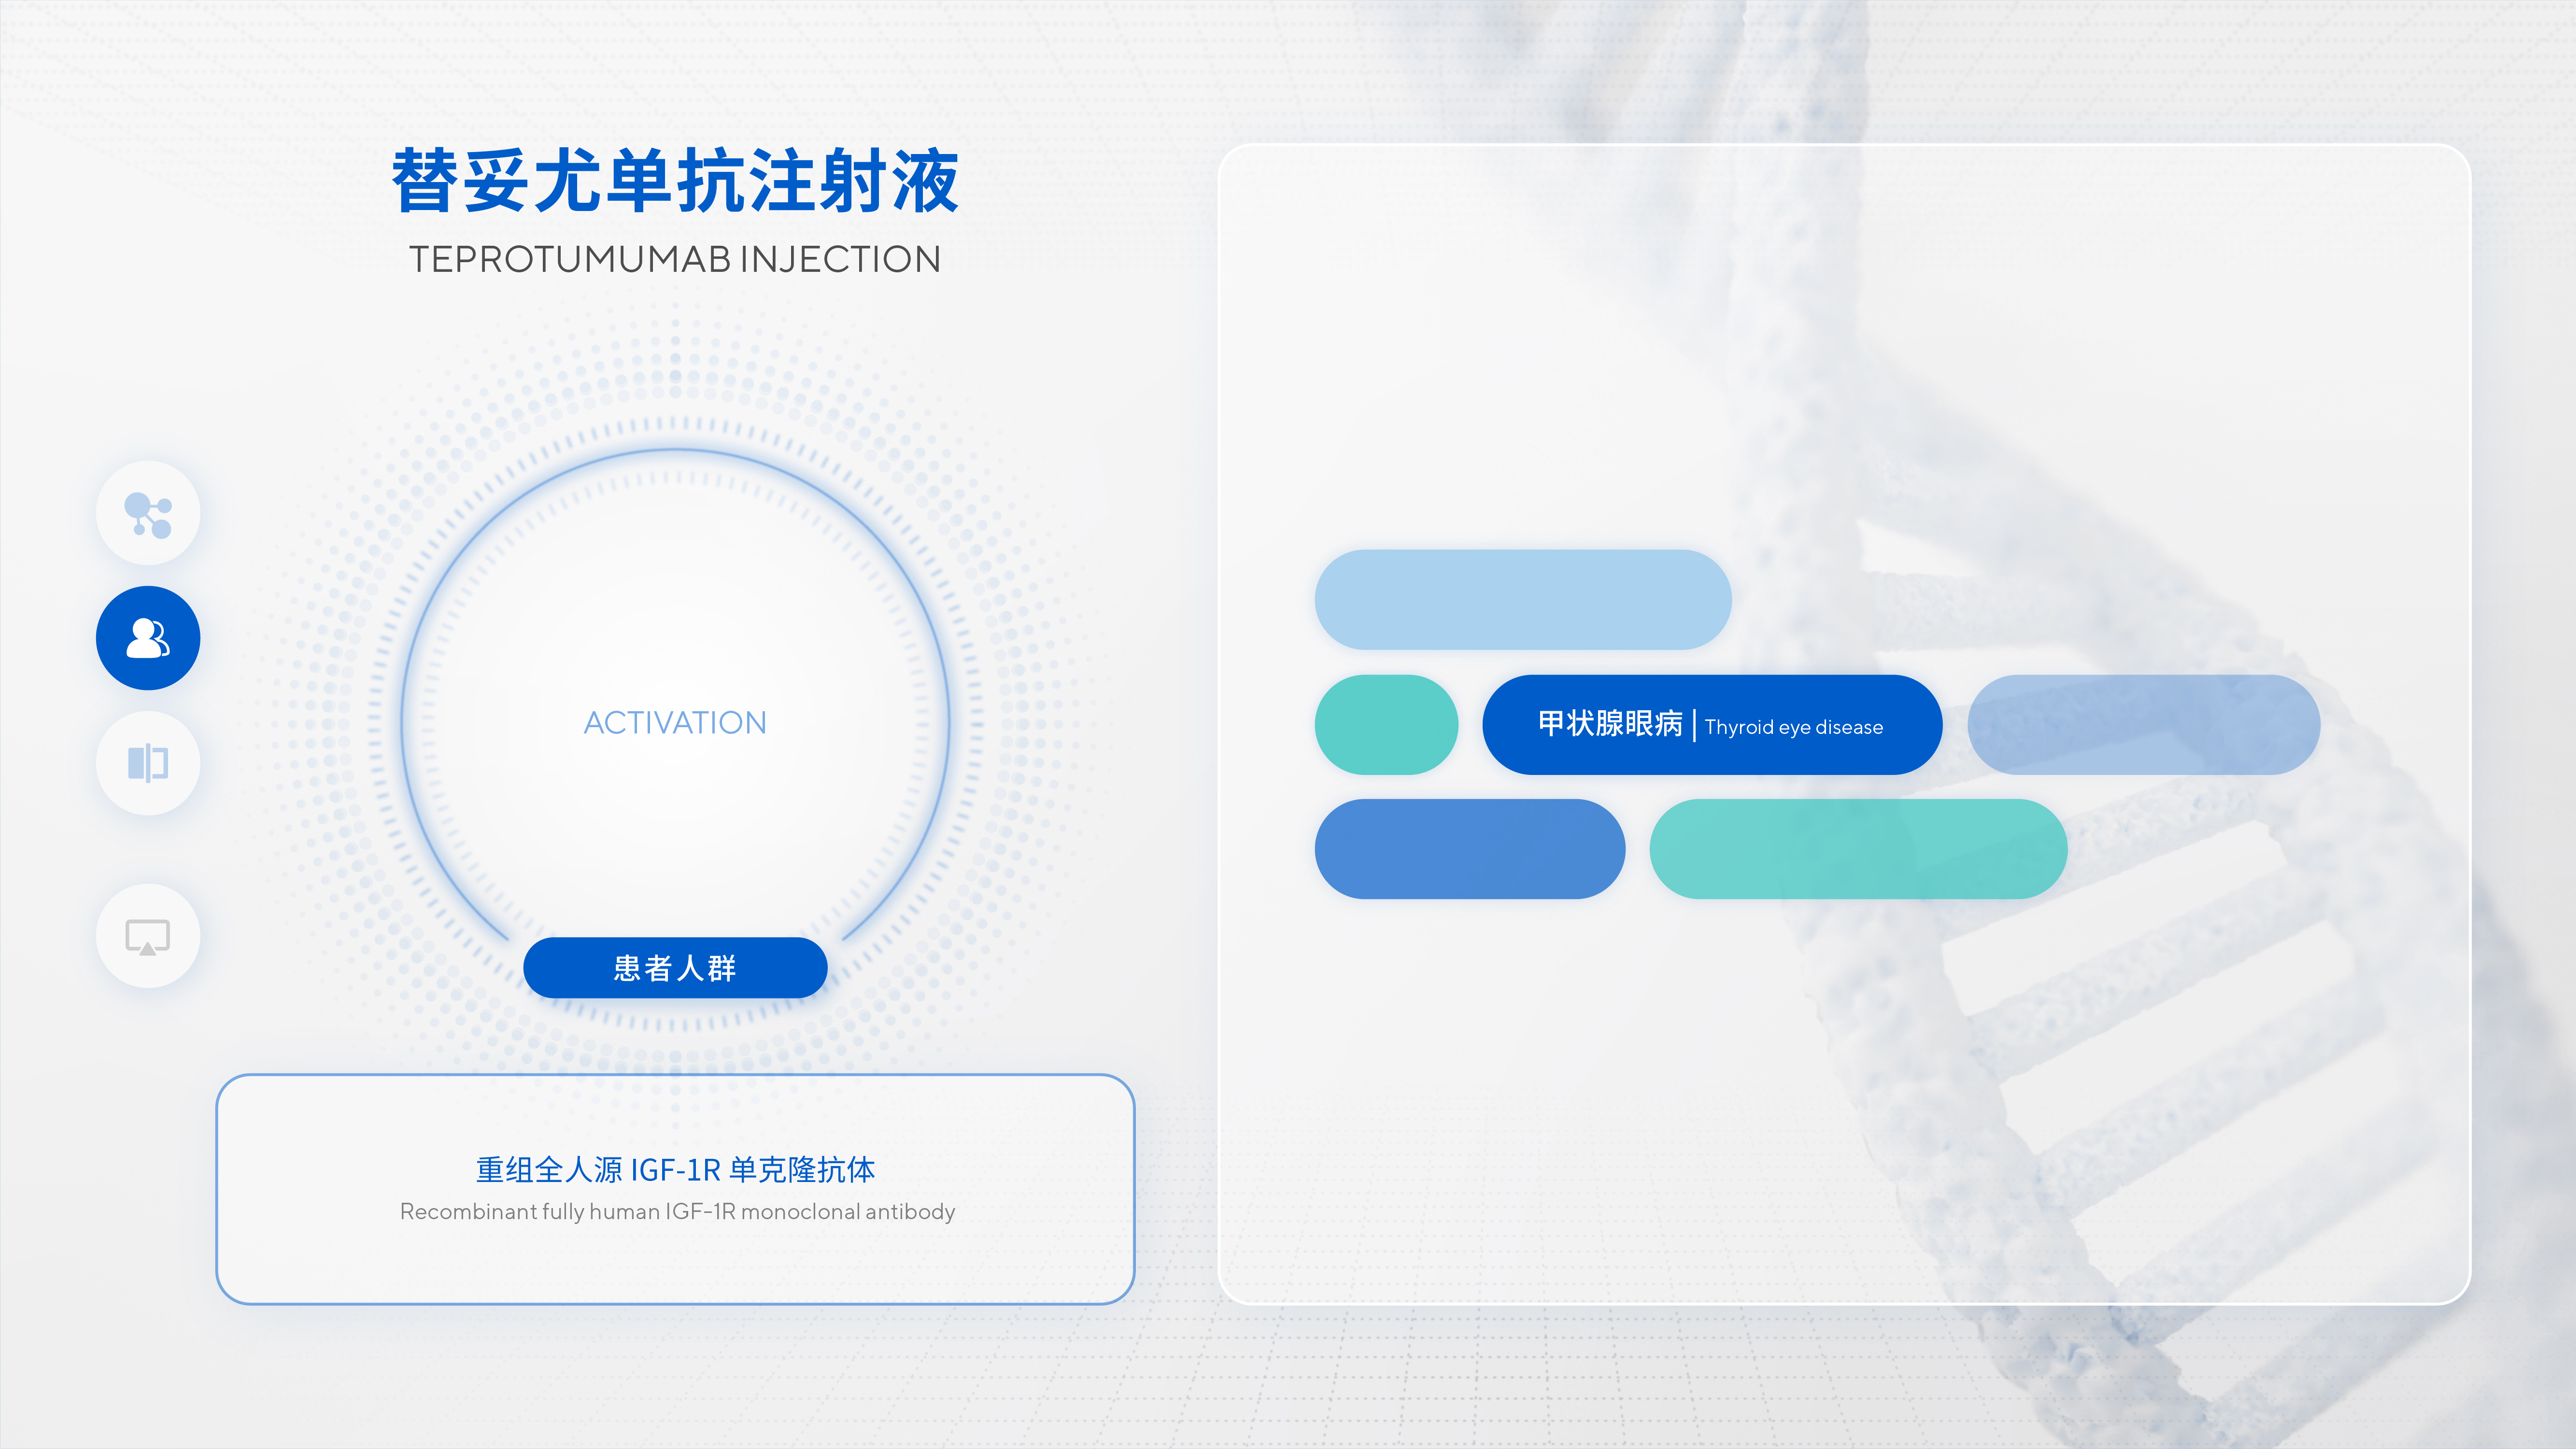 替妥尤单抗注射液
TEPROTUMUMAB INJECTION
ACTIVATION
患者人群
重组全人源 IGF-1R 单克隆抗体
Recombinant fully human IGF-1R monoclonal antibody
甲状腺眼病 | Thyroid eye disease